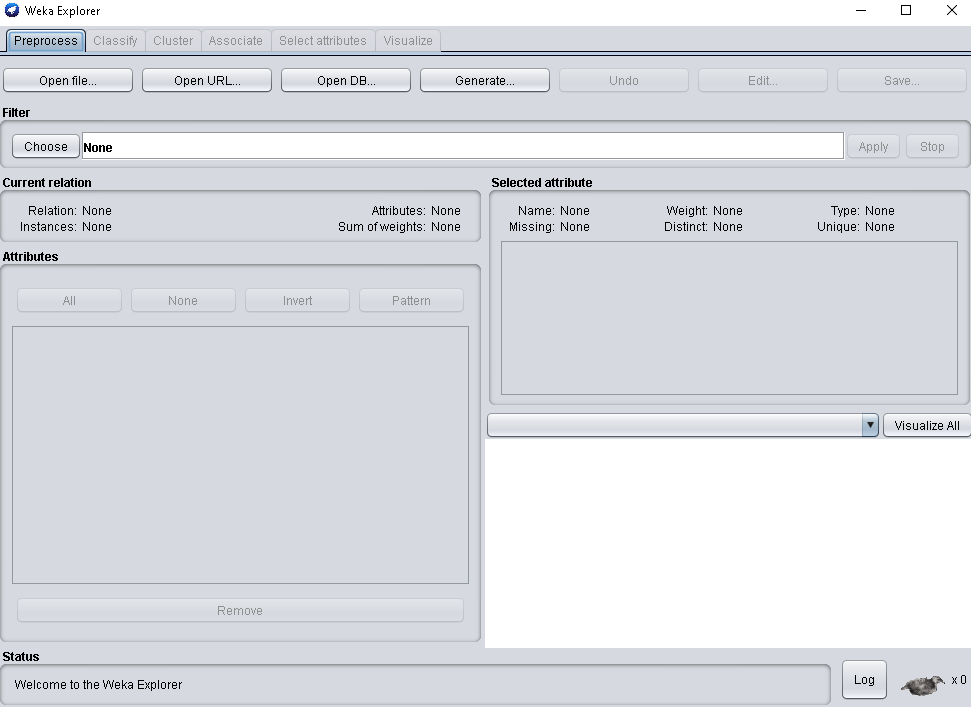 Weka Explorer
Preprocess Classify Cluster Associate Select attributes Visualize
Open file... Open URL... Open DB... Generate... Undo Edit... Save...
Filter
Choose None Apply Stop
Current relation
Relation: None Attributes: None
Instances: None Sum of weights: None
Selected attribute
Name: None Weight: None Type: None
Missing: None Distinct: None Unique: None
Attributes
All None Invert Pattern
Remove
Visualize All
Status
Welcome to the Weka Explorer
Log x 0